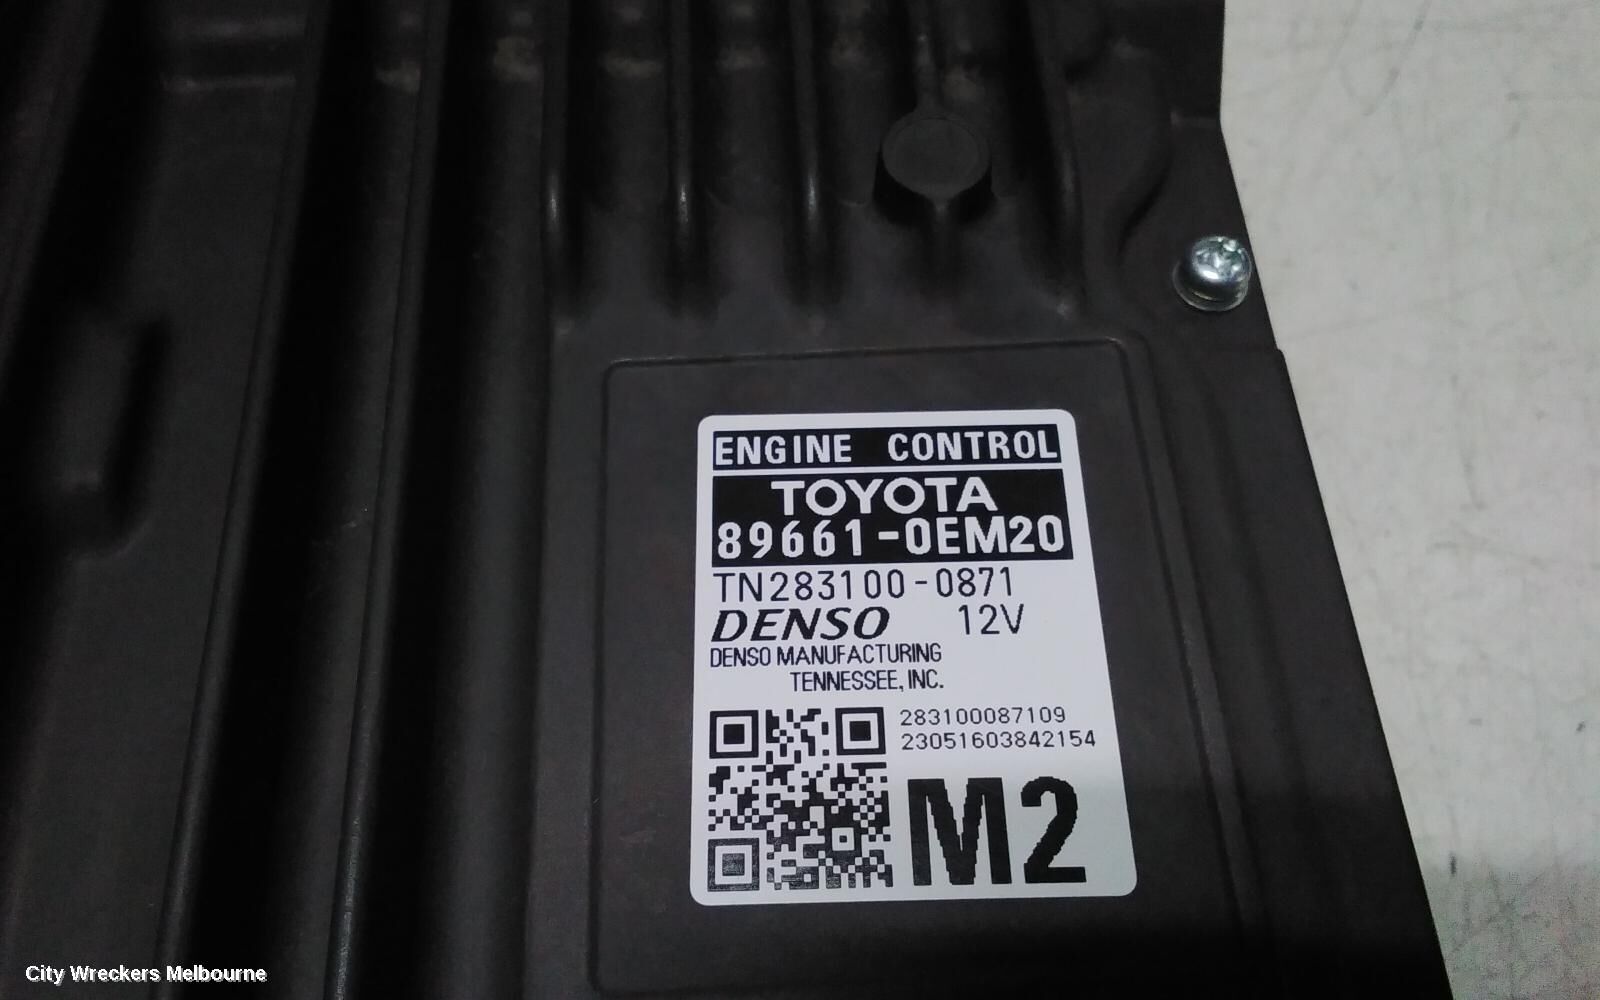 ENGINE CONTROL
TOYOTA
89661-0EM20
TN283100-0871
DENSO 12V
DENSO MANUFACTURING
TENNESSEE, INC.
283100087109
23051603842154
M2
City Wreckers Melbourne